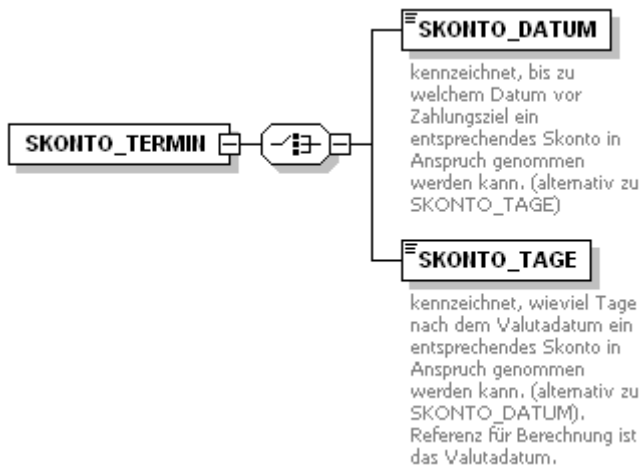 SKONTO_DATUM
kennzeichnet, bis zu
welchem Datum vor
Zahlungsziel ein
entsprechendes Skonto in
Anspruch genommen
werden kann. (alternativ zu
SKONTO_TAGE)
SKONTO_TERMIN
SKONTO_TAGE
kennzeichnet, wieviel Tage
nach dem Valutadatum ein
entsprechendes Skonto in
Anspruch genommen
werden kann. (alternativ zu
SKONTO_DATUM).
Referenz für Berechnung ist
das Valutadatum.